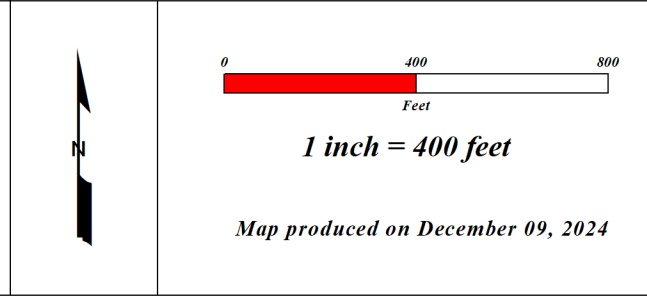 0 400 800
Feet
N
1 inch = 400 feet
Map produced on December 09, 2024